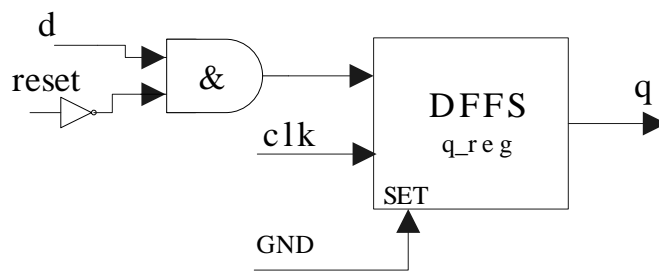 d
reset
&
clk
DFFS
q_reg
SET
q
GND